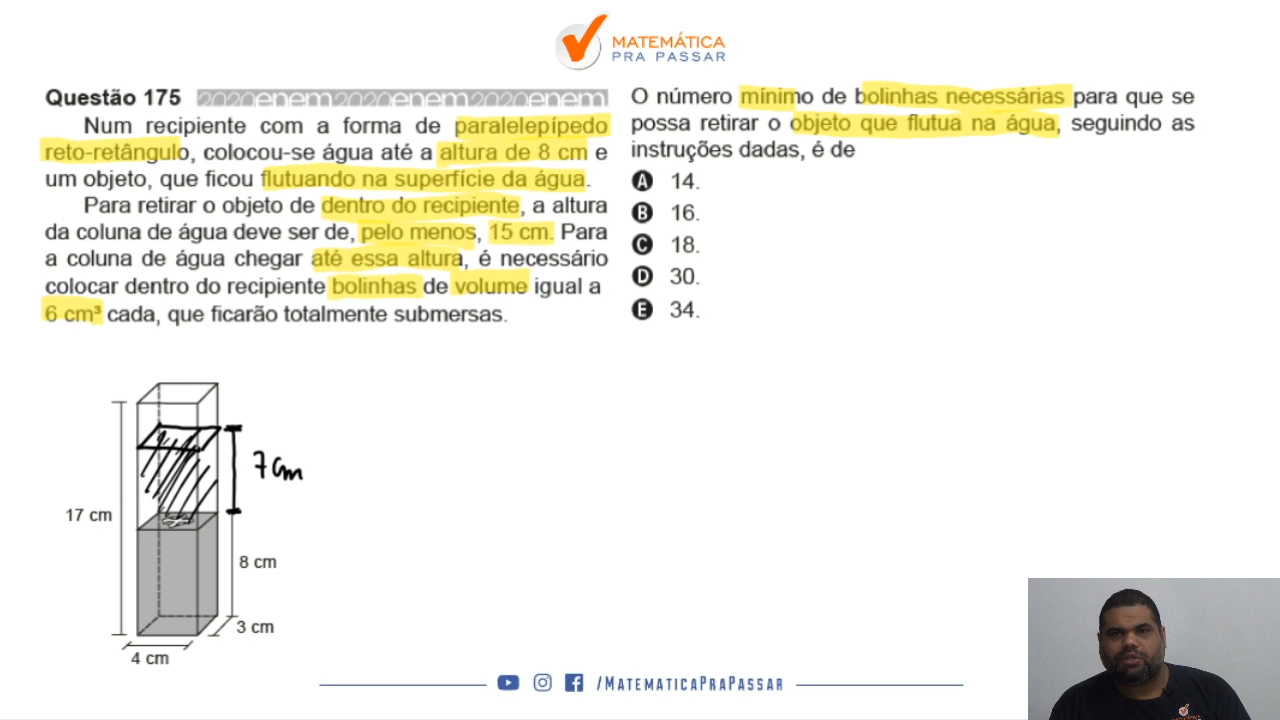 MATEMÁTICA
PRA PASSAR
Questão 175 2020enem2020enem2020enem
Num recipiente com a forma de paralelepípedo
reto-retângulo, colocou-se água até a altura de 8 cm e
um objeto, que ficou flutuando na superfície da água.
Para retirar o objeto de dentro do recipiente, a altura
da coluna de água deve ser de, pelo menos, 15 cm. Para
a coluna de água chegar até essa altura, é necessário
colocar dentro do recipiente bolinhas de volume igual a
6 cm³ cada, que ficarão totalmente submersas.
7cm
17 cm
8 cm
3 cm
4 cm
O número mínimo de bolinhas necessárias para que se
possa retirar o objeto que flutua na água, seguindo as
instruções dadas, é de
A 14.
B 16.
C 18.
D 30.
E 34.
/MATEMATICAPRAPASSAR